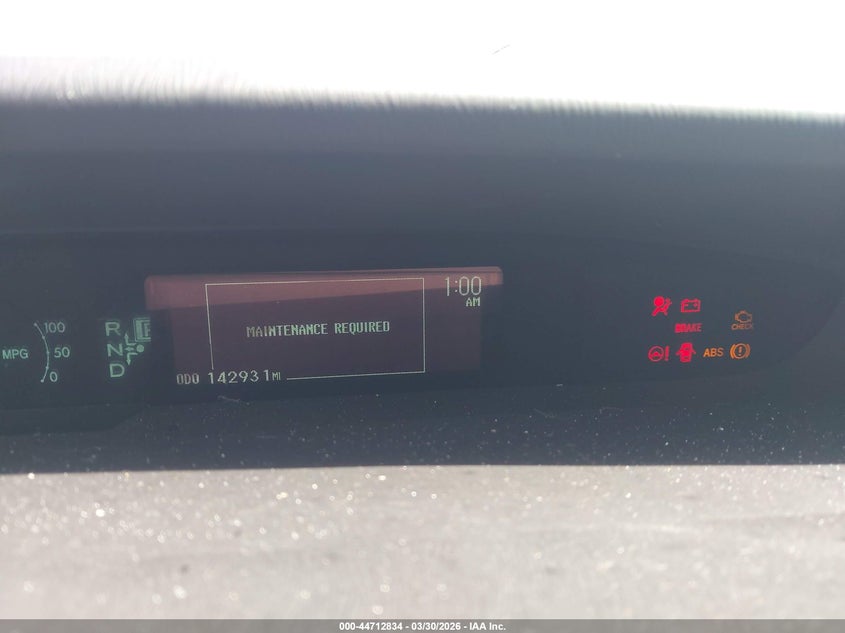 1:00
AM
MAINTENANCE REQUIRED
ODO 142931 MI
MPG
100
50
0
R
N
D
P
BRAKE
CHECK
ABS
000-44712834 - 03/30/2026 - IAA Inc.